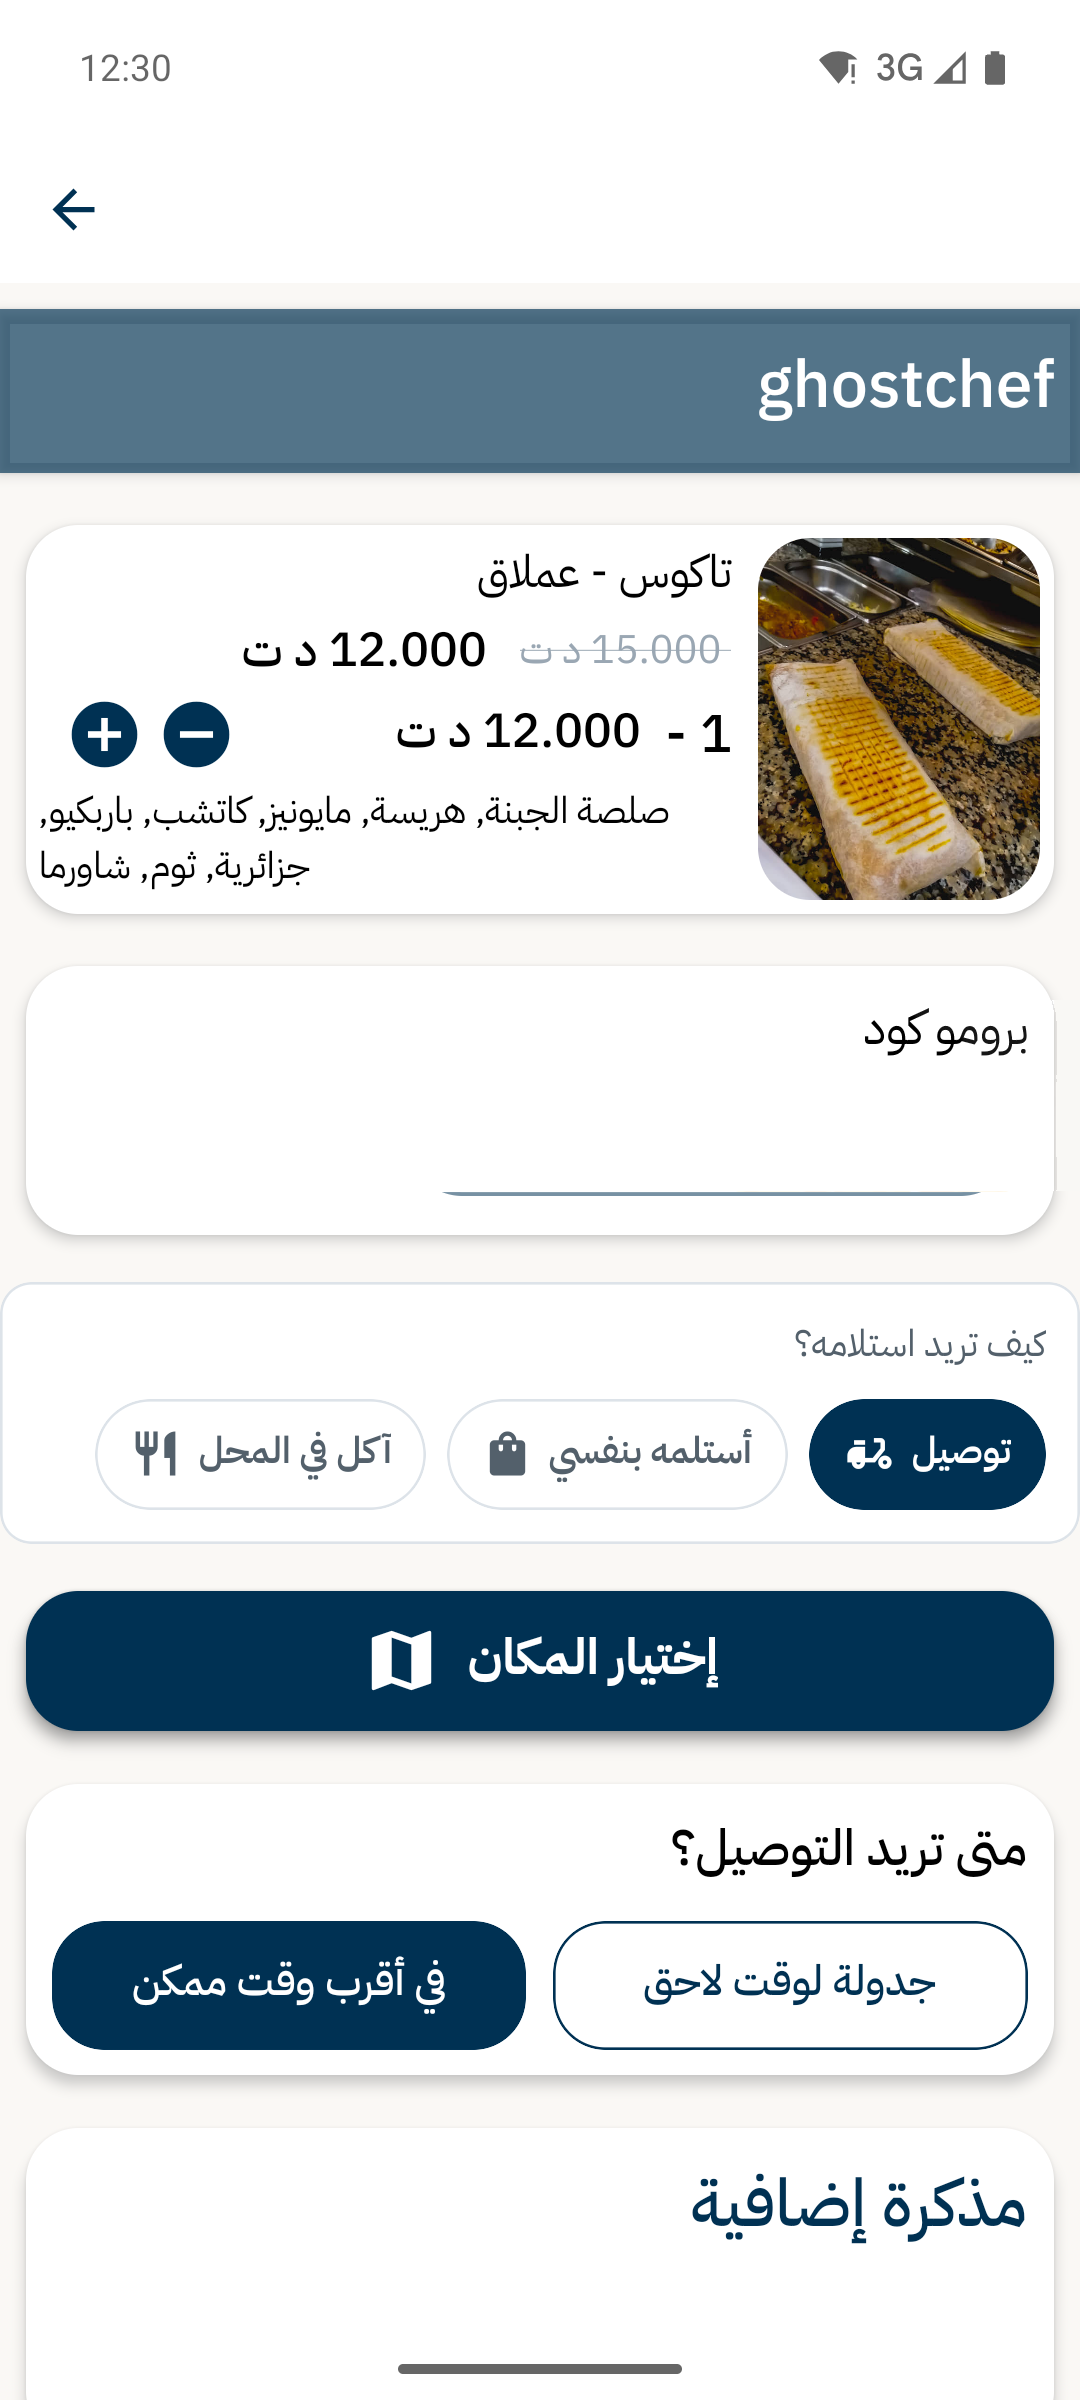 12:30
3G
ghostchef
تاكوس - عملاق
15.000 د ت 12.000 د ت
1 - 12.000 د ت
صلصة الجبنة, هريسة, مايونيز, كاتشب, باربكيو,
جزائرية, ثوم, شاورما
برومو كود
كيف تريد استلامه؟
توصيل أستلمه بنفسي آكل في المحل
إختيار المكان
متى تريد التوصيل؟
جدولة لوقت لاحق في أقرب وقت ممكن
مذكرة إضافية